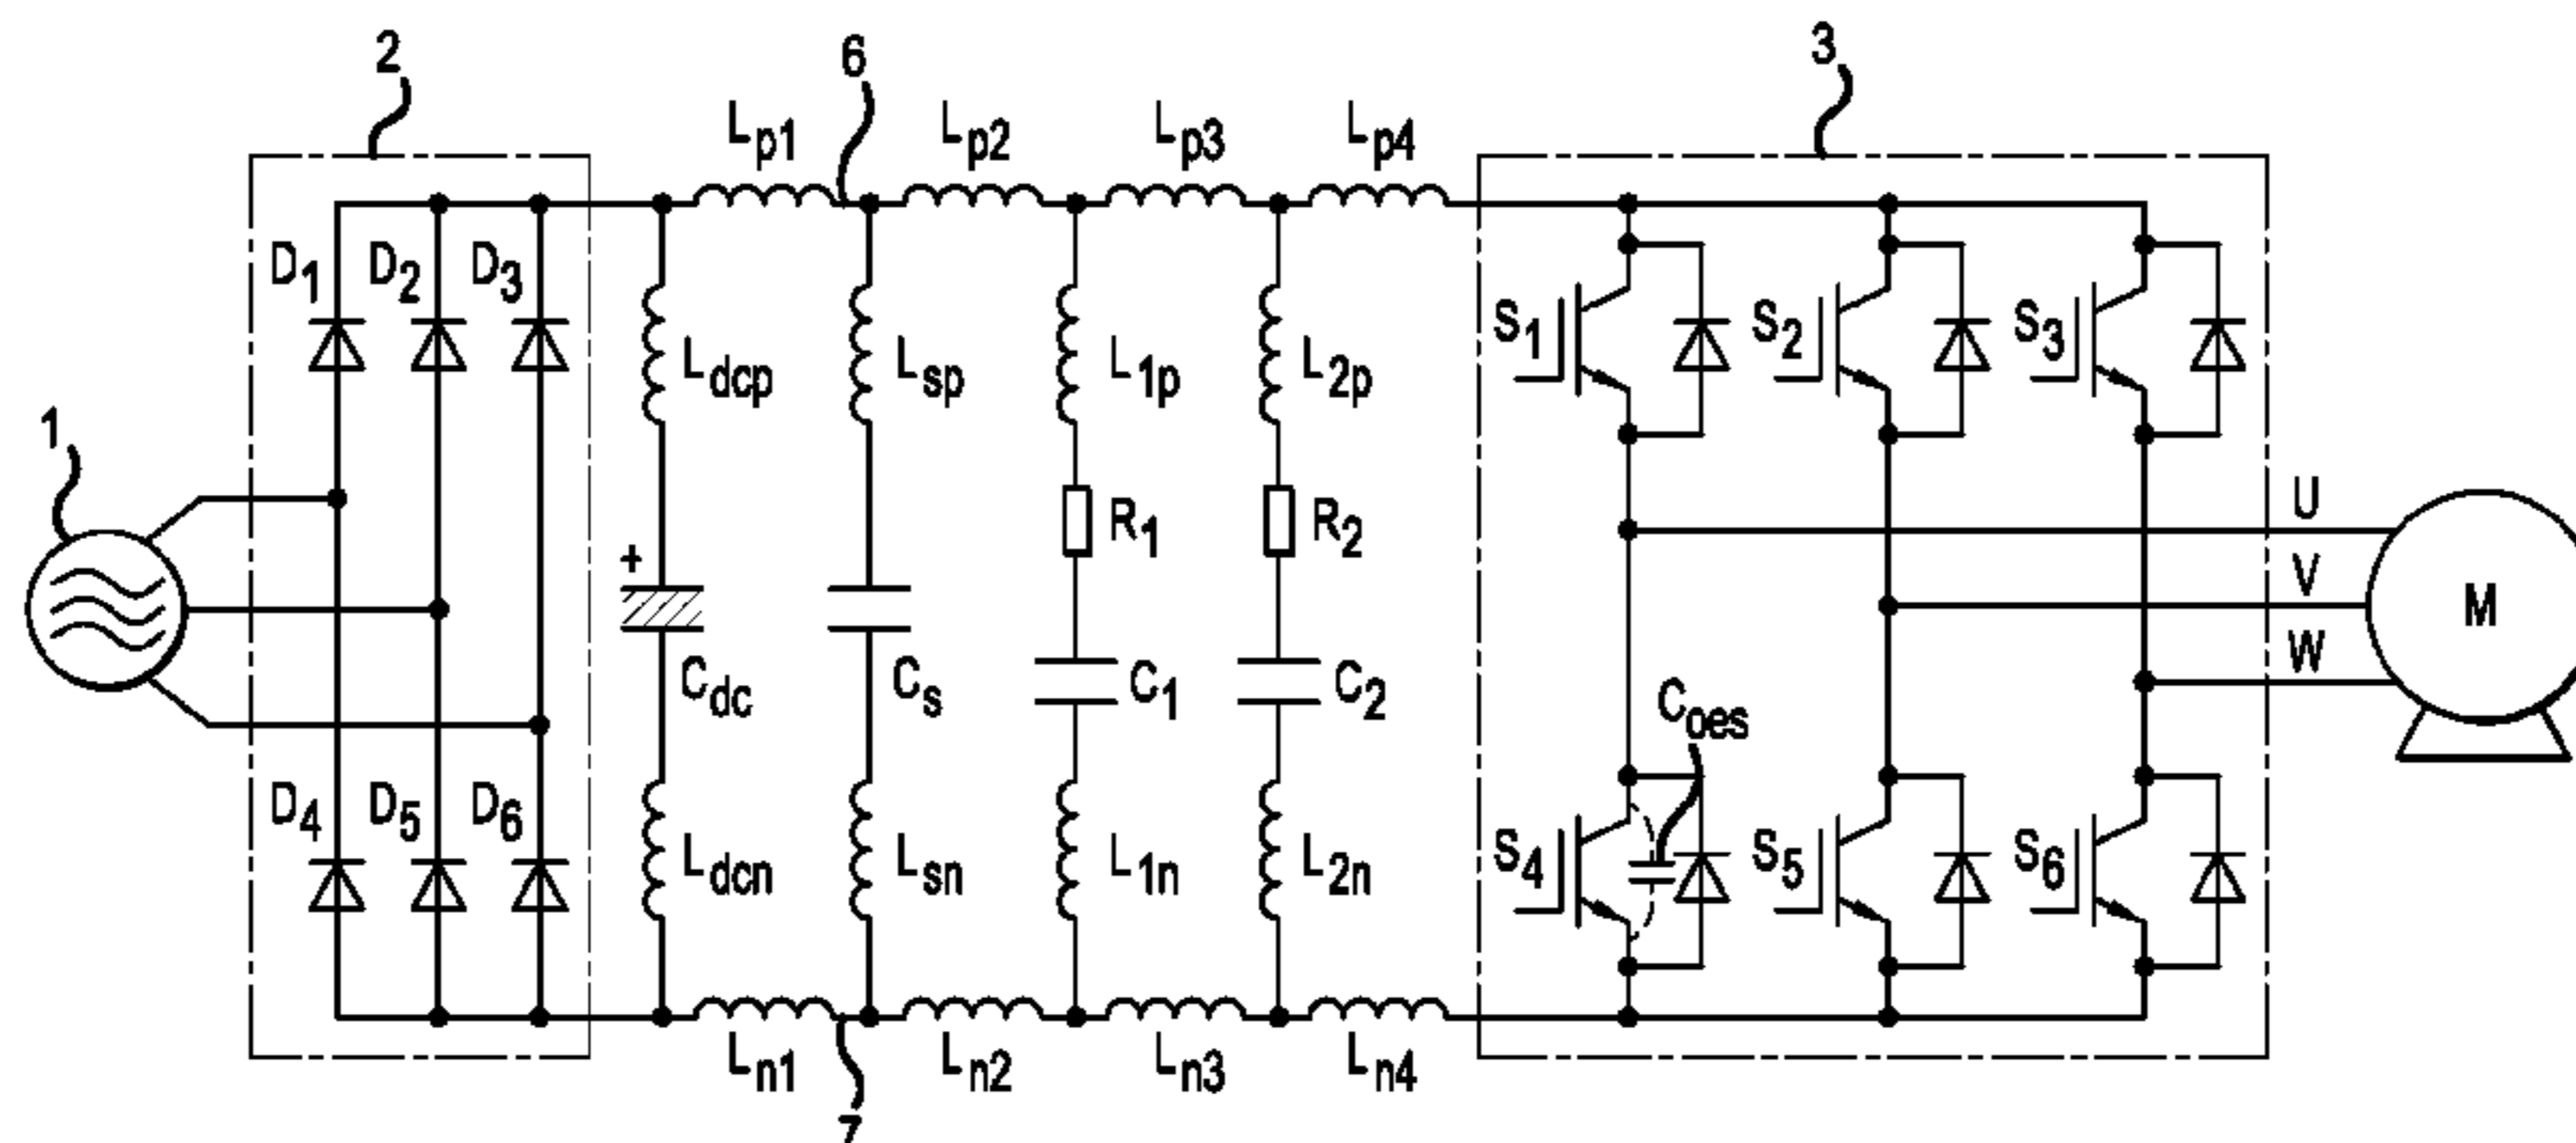 2
6
3
Lp1
Lp2
Lp3
Lp4
D1
D2
D3
S1
S2
S3
Ldcp
Lsp
L1p
L2p
1
R1
R2
U
V
W
M
+
Cdc
Cs
C1
C2
Coes
D4
D5
D6
Ldcn
Lsn
L1n
L2n
S4
S5
S6
Ln1
Ln2
Ln3
Ln4
7